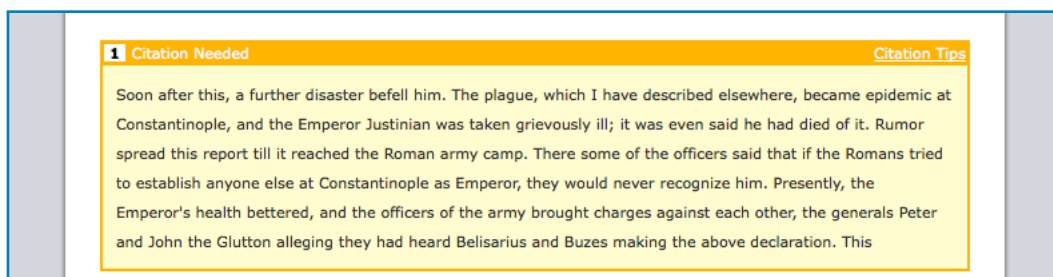 1 Citation Needed Citation Tips
Soon after this, a further disaster befell him. The plague, which I have described elsewhere, became epidemic at
Constantinople, and the Emperor Justinian was taken grievously ill; it was even said he had died of it. Rumor
spread this report till it reached the Roman army camp. There some of the officers said that if the Romans tried
to establish anyone else at Constantinople as Emperor, they would never recognize him. Presently, the
Emperor's health bettered, and the officers of the army brought charges against each other, the generals Peter
and John the Glutton alleging they had heard Belisarius and Buzes making the above declaration. This